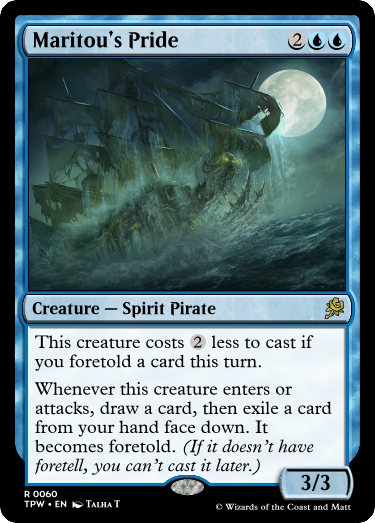 Maritou's Pride 2
Creature — Spirit Pirate
This creature costs 2 less to cast if
you foretold a card this turn.
Whenever this creature enters or
attacks, draw a card, then exile a card
from your hand face down. It
becomes foretold. (If it doesn't have
foretell, you can't cast it later.)
3/3
R 0060
TPW • EN Talha T
© Wizards of the Coast and Matt